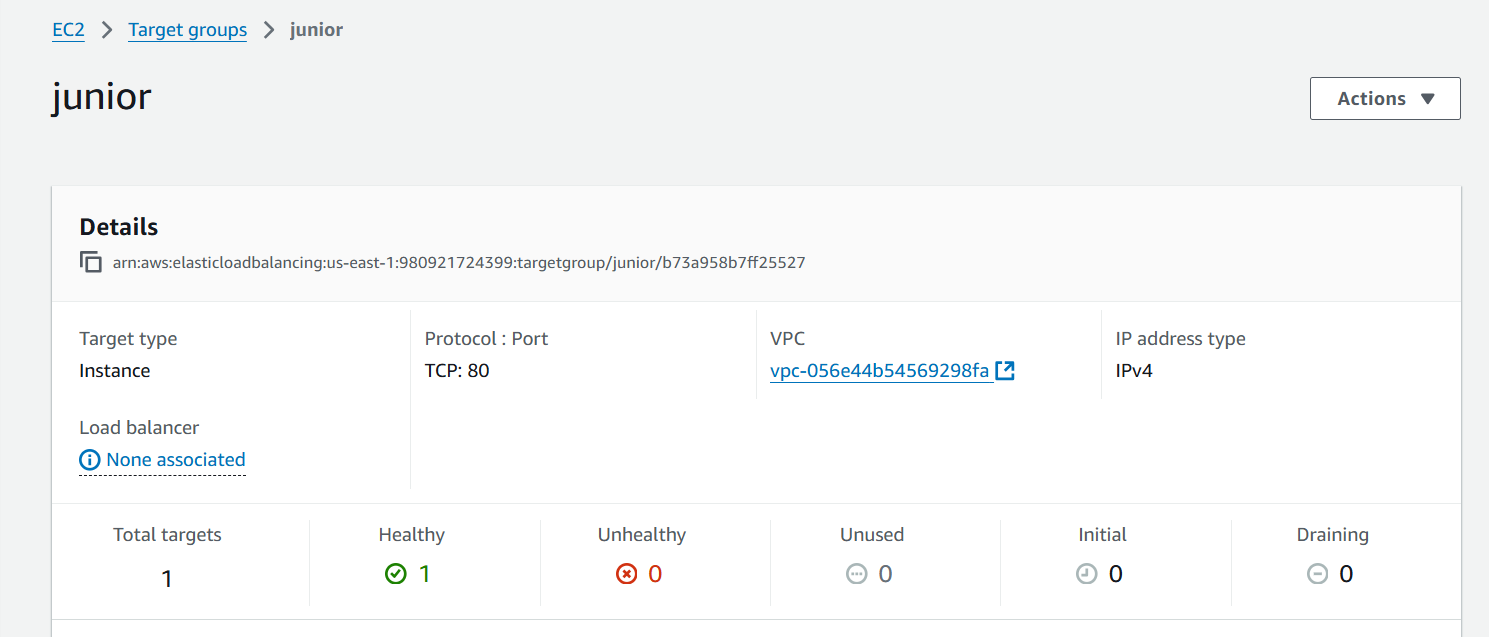 EC2 > Target groups > junior
junior
Actions
Details
arn:aws:elasticloadbalancing:us-east-1:980921724399:targetgroup/junior/b73a958b7ff25527
Target type
Instance
Protocol : Port
TCP: 80
VPC
vpc-056e44b54569298fa
IP address type
IPv4
Load balancer
None associated
Total targets
1
Healthy
1
Unhealthy
0
Unused
0
Initial
0
Draining
0